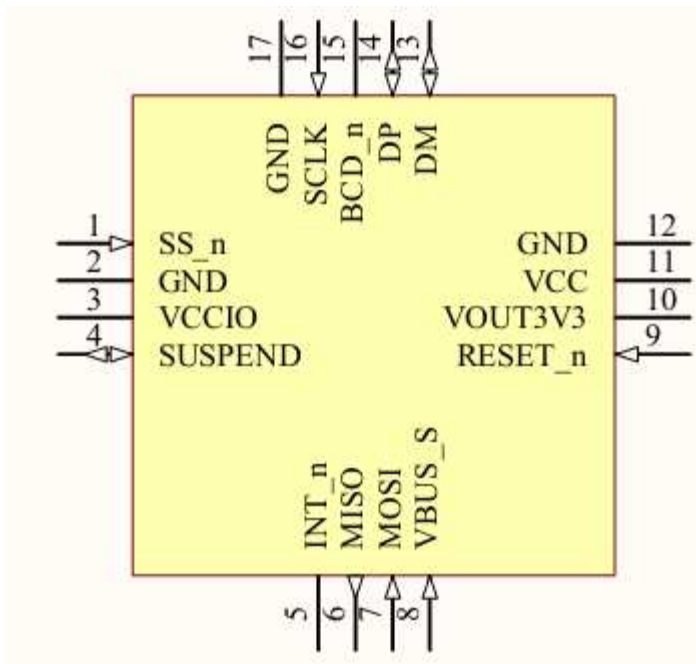 17 16 15 14 13
GND SCLK BCD_n DP DM
1 SS_n GND 12
2 GND VCC 11
3 VCCIO VOUT3V3 10
4 SUSPEND RESET_n 9
INT_n MISO MOSI VBUS_S
5 6 7 8